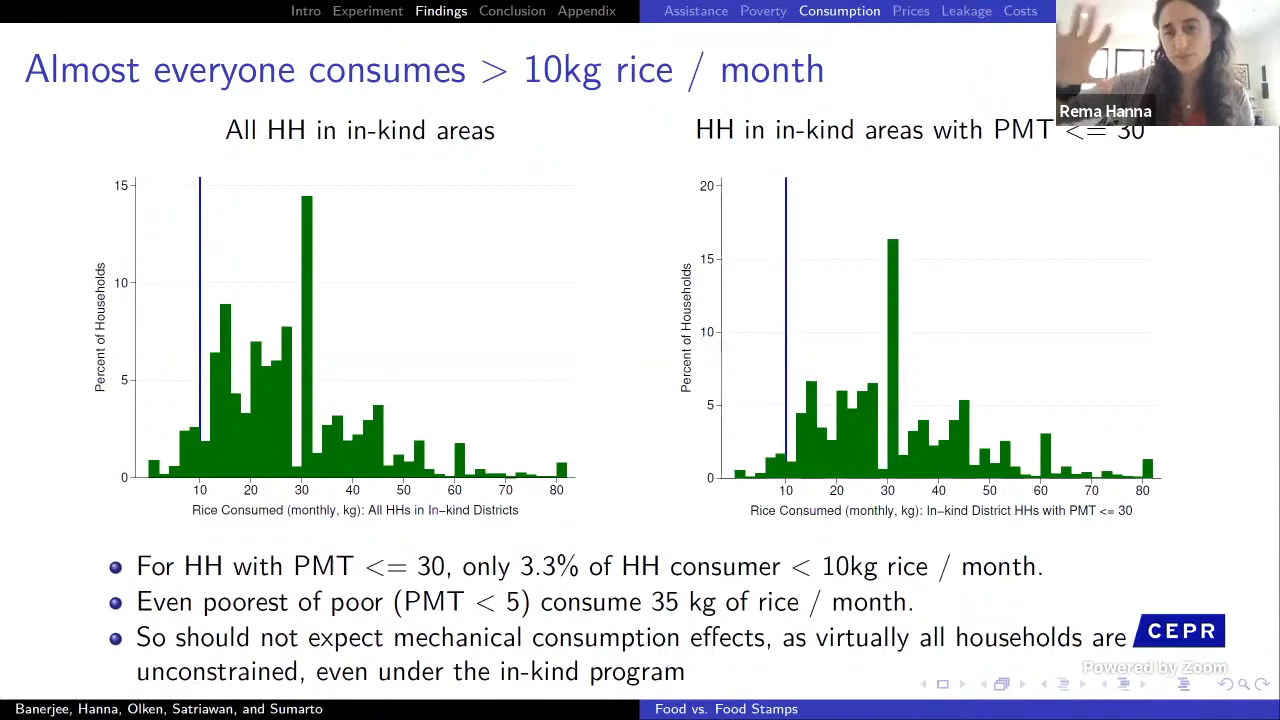 Intro Experiment Findings Conclusion Appendix
Assistance Poverty Consumption Prices Leakage Costs
Almost everyone consumes > 10kg rice / month
Rema Hanna
All HH in in-kind areas
HH in in-kind areas with PMT <= 30
15
10
5
0
Percent of Households
10 20 30 40 50 60 70 80
Rice Consumed (monthly, kg): All HHs in In−kind Districts
20
15
10
5
0
Percent of Households
10 20 30 40 50 60 70 80
Rice Consumed (monthly, kg): In−kind District HHs with PMT <= 30
For HH with PMT <= 30, only 3.3% of HH consumer < 10kg rice / month.
Even poorest of poor (PMT < 5) consume 35 kg of rice / month.
So should not expect mechanical consumption effects, as virtually all households are
unconstrained, even under the in-kind program
CEPR
Powered by Zoom
Banerjee, Hanna, Olken, Satriawan, and Sumarto
Food vs. Food Stamps